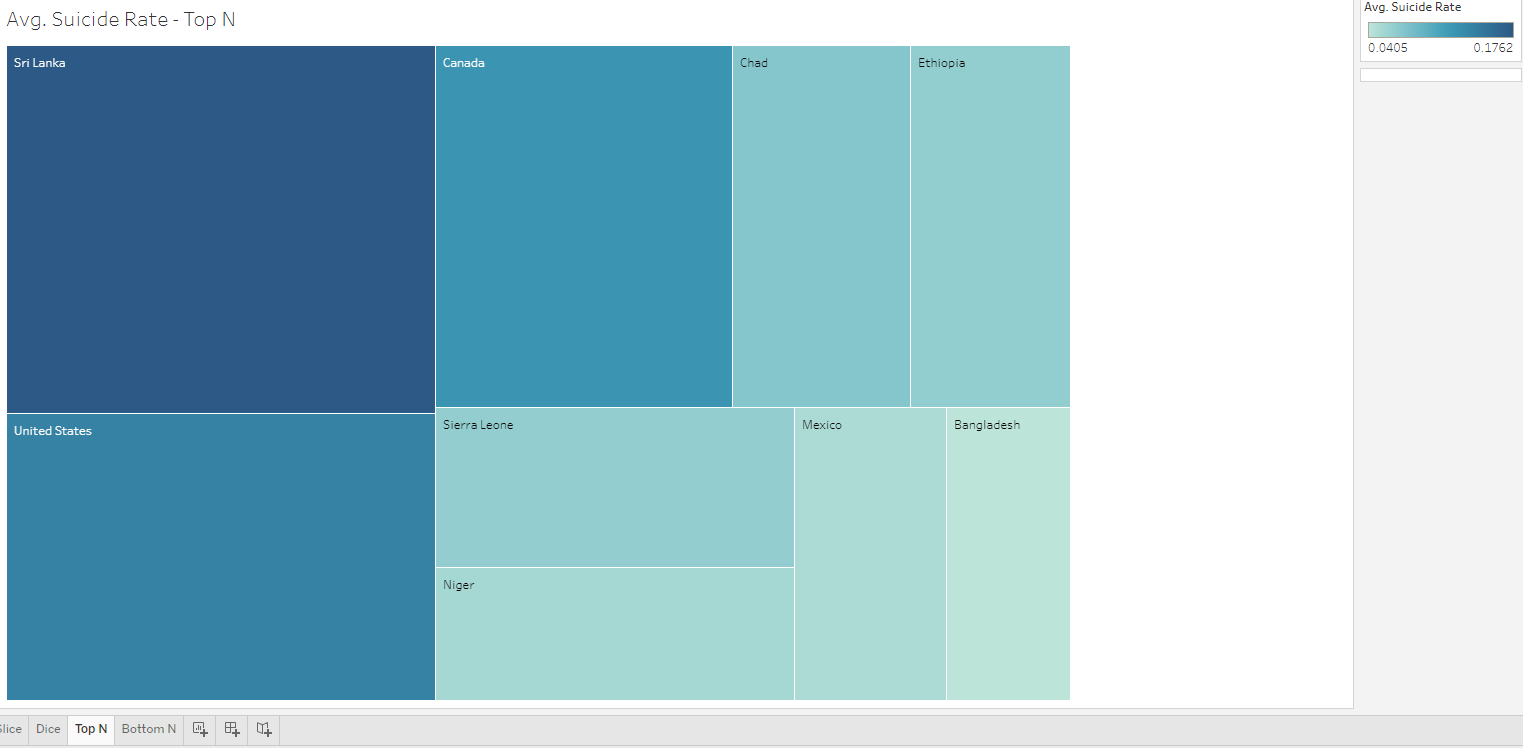 Avg. Suicide Rate - Top N
Avg. Suicide Rate
0.0405 0.1762
Sri Lanka
Canada
Chad
Ethiopia
United States
Sierra Leone
Mexico
Bangladesh
Niger
Dice
Top N
Bottom N